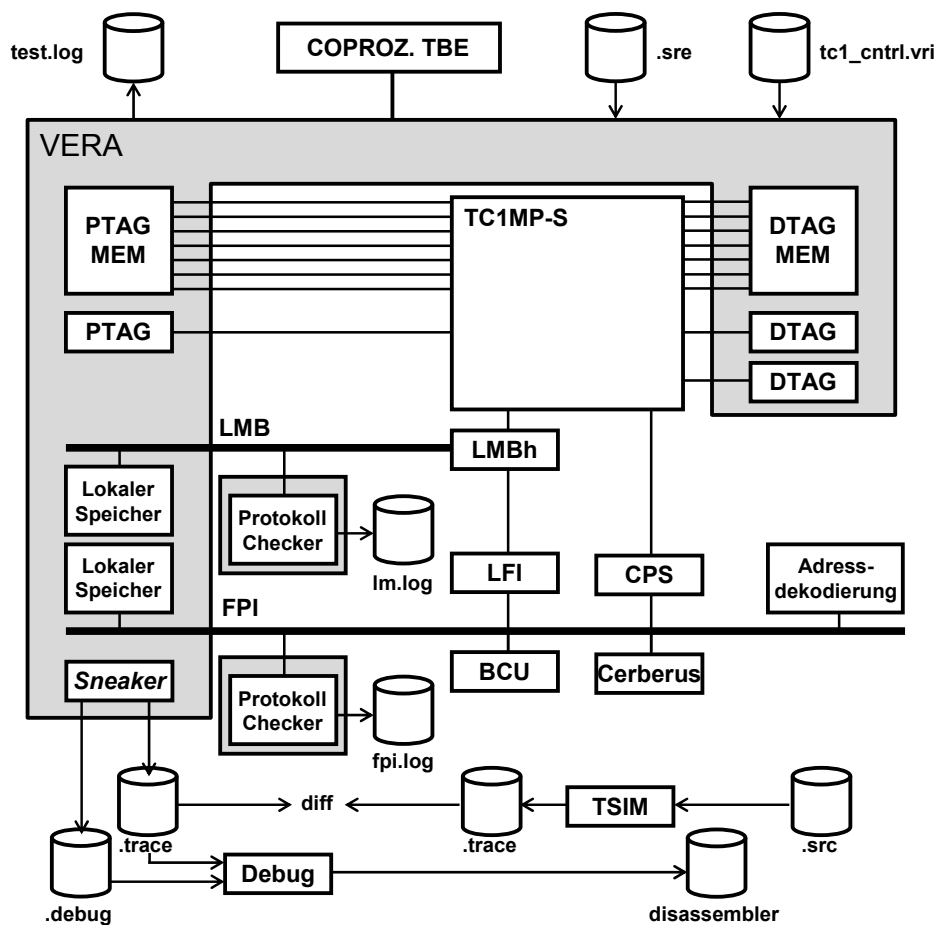 test.log
COPROZ. TBE
.sre
tc1_cntrl.vri
VERA
PTAG
MEM
TC1MP-S
DTAG
MEM
PTAG
DTAG
DTAG
LMB
LMBh
Lokaler
Speicher
Protokoll
Checker
lm.log
Lokaler
Speicher
LFI
CPS
Adress-
dekodierung
FPI
BCU
Cerberus
Sneaker
Protokoll
Checker
fpi.log
diff
TSIM
.trace
.trace
.src
Debug
.debug
disassembler